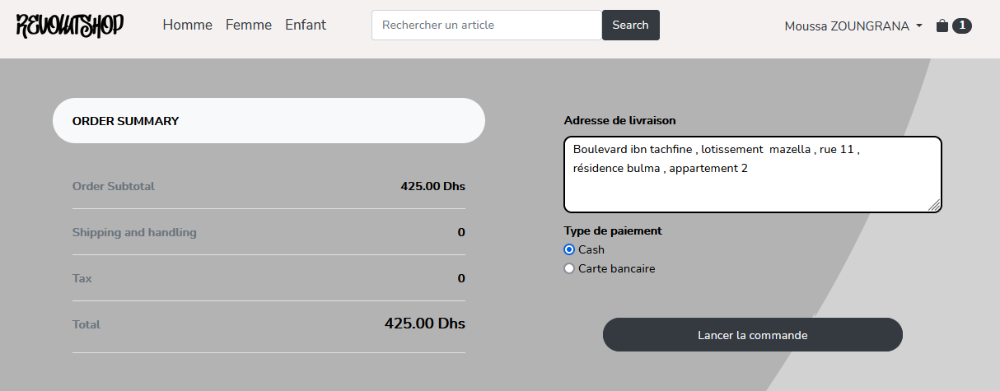 REVOLUTSHOP
Homme Femme Enfant
Rechercher un article
Search
Moussa ZOUNGRANA
1
ORDER SUMMARY
Order Subtotal 425.00 Dhs
Shipping and handling 0
Tax 0
Total 425.00 Dhs
Adresse de livraison
Boulevard ibn tachfine , lotissement  mazella , rue 11 ,
résidence bulma , appartement 2
Type de paiement
Cash
Carte bancaire
Lancer la commande